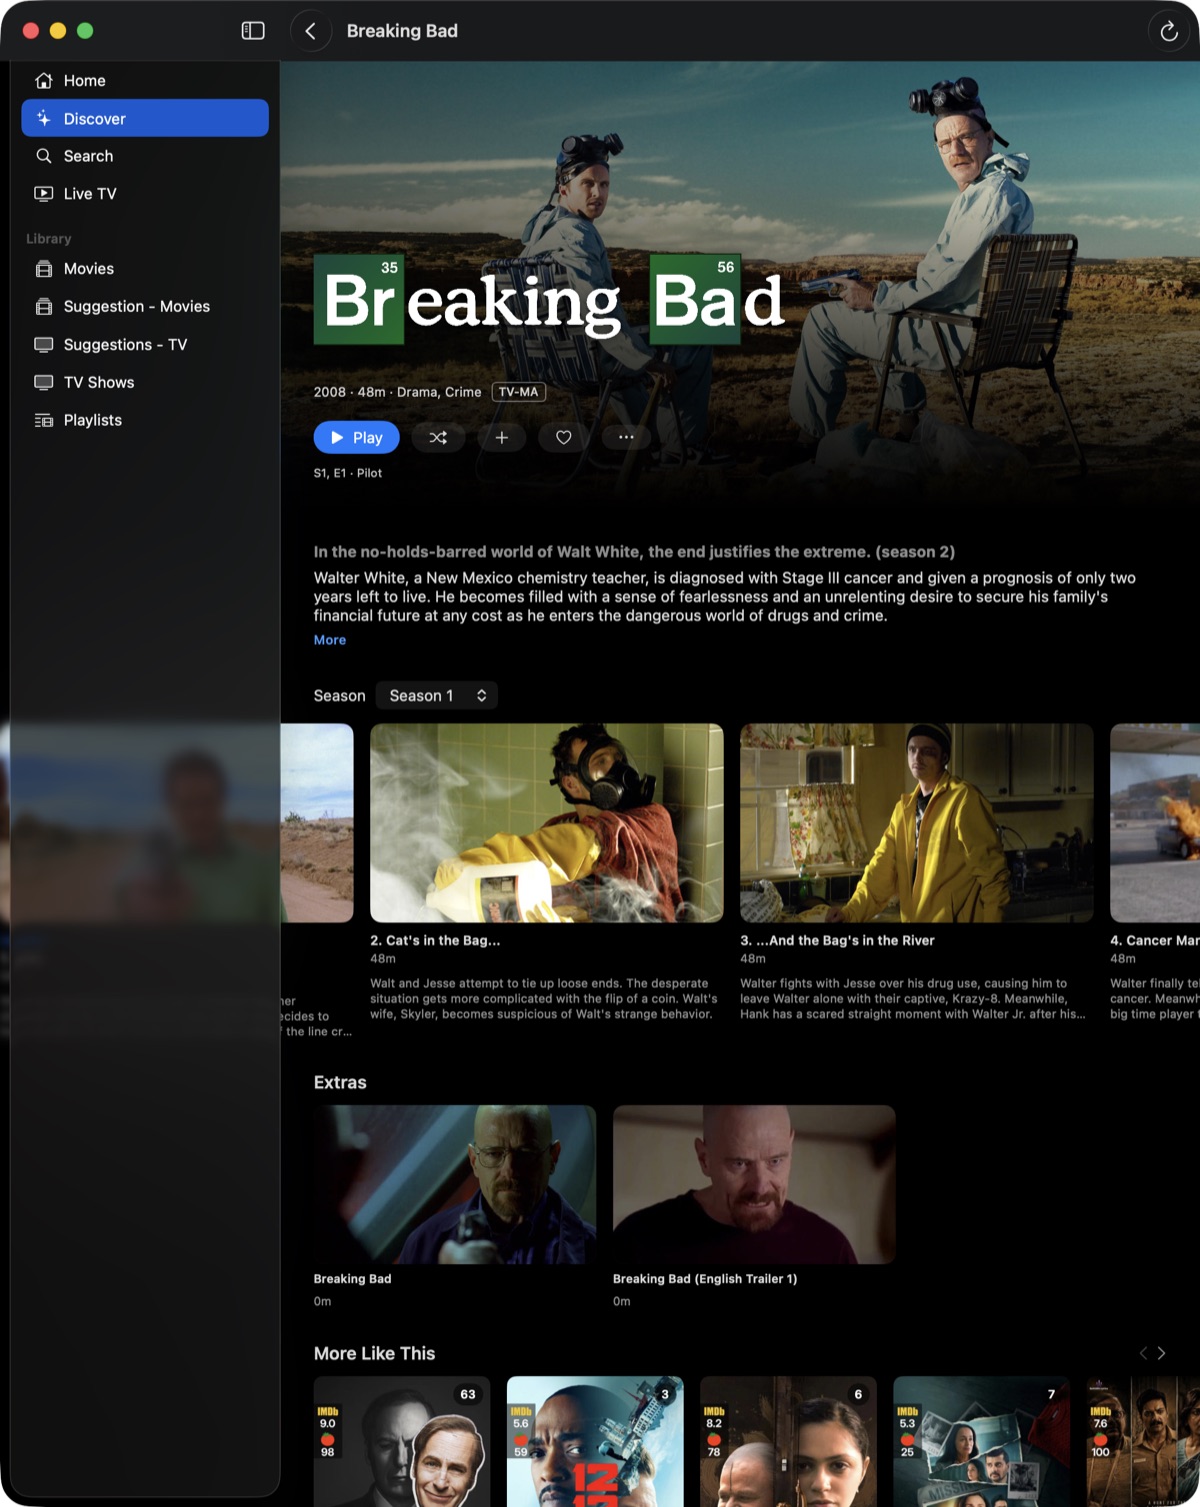 Breaking Bad
Home
Discover
Search
Live TV
Library
Movies
Suggestion - Movies
Suggestions - TV
TV Shows
Playlists
35
56
Breaking Bad
2008 · 48m · Drama, Crime TV-MA
Play
S1, E1 · Pilot
In the no-holds-barred world of Walt White, the end justifies the extreme. (season 2)
Walter White, a New Mexico chemistry teacher, is diagnosed with Stage III cancer and given a prognosis of only two
years left to live. He becomes filled with a sense of fearlessness and an unrelenting desire to secure his family's
financial future at any cost as he enters the dangerous world of drugs and crime.
More
Season Season 1
her
ecides to
the line cr...
2. Cat's in the Bag...
48m
Walt and Jesse attempt to tie up loose ends. The desperate
situation gets more complicated with the flip of a coin. Walt's
wife, Skyler, becomes suspicious of Walt's strange behavior.
3. ...And the Bag's in the River
48m
Walter fights with Jesse over his drug use, causing him to
leave Walter alone with their captive, Krazy-8. Meanwhile,
Hank has a scared straight moment with Walter Jr. after his...
4. Cancer Mar
48m
Walter finally te
cancer. Meanwh
big time player
Extras
Breaking Bad
0m
Breaking Bad (English Trailer 1)
0m
More Like This
63
IMDb
9.0
98
3
IMDb
5.6
59
12
6
IMDb
8.2
78
7
IMDb
5.3
25
MISSING
IMDb
7.6
100